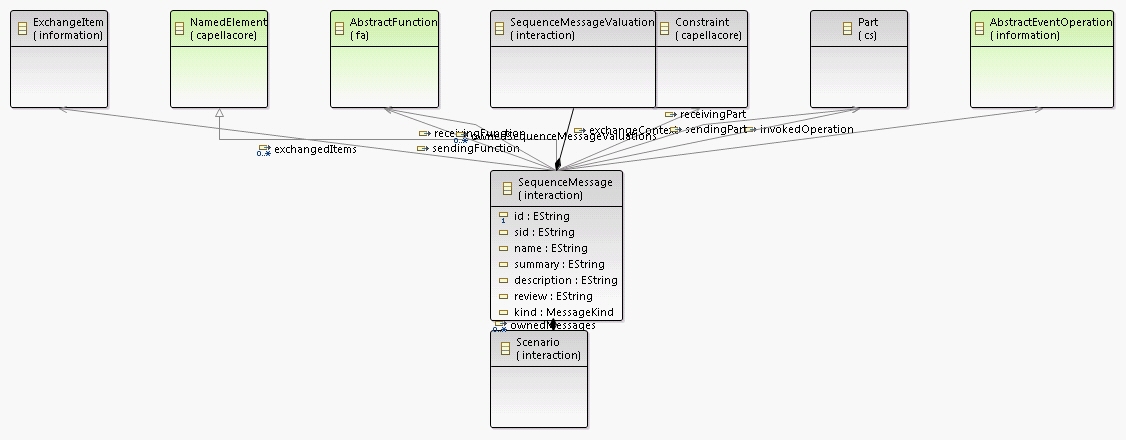 ExchangeItem
( information)
NamedElement
( capellacore)
AbstractFunction
( fa)
SequenceMessageValuation
( interaction)
Constraint
( capellacore)
Part
( cs)
AbstractEventOperation
( information)
receivingPart
receivingFunction
0..*
ownedSequenceMessageValuations
exchangeContext
sendingPart
invokedOperation
0..*
exchangedItems
sendingFunction
SequenceMessage
( interaction)
1
id : EString
sid : EString
name : EString
summary : EString
description : EString
review : EString
kind : MessageKind
0..*
ownedMessages
Scenario
( interaction)